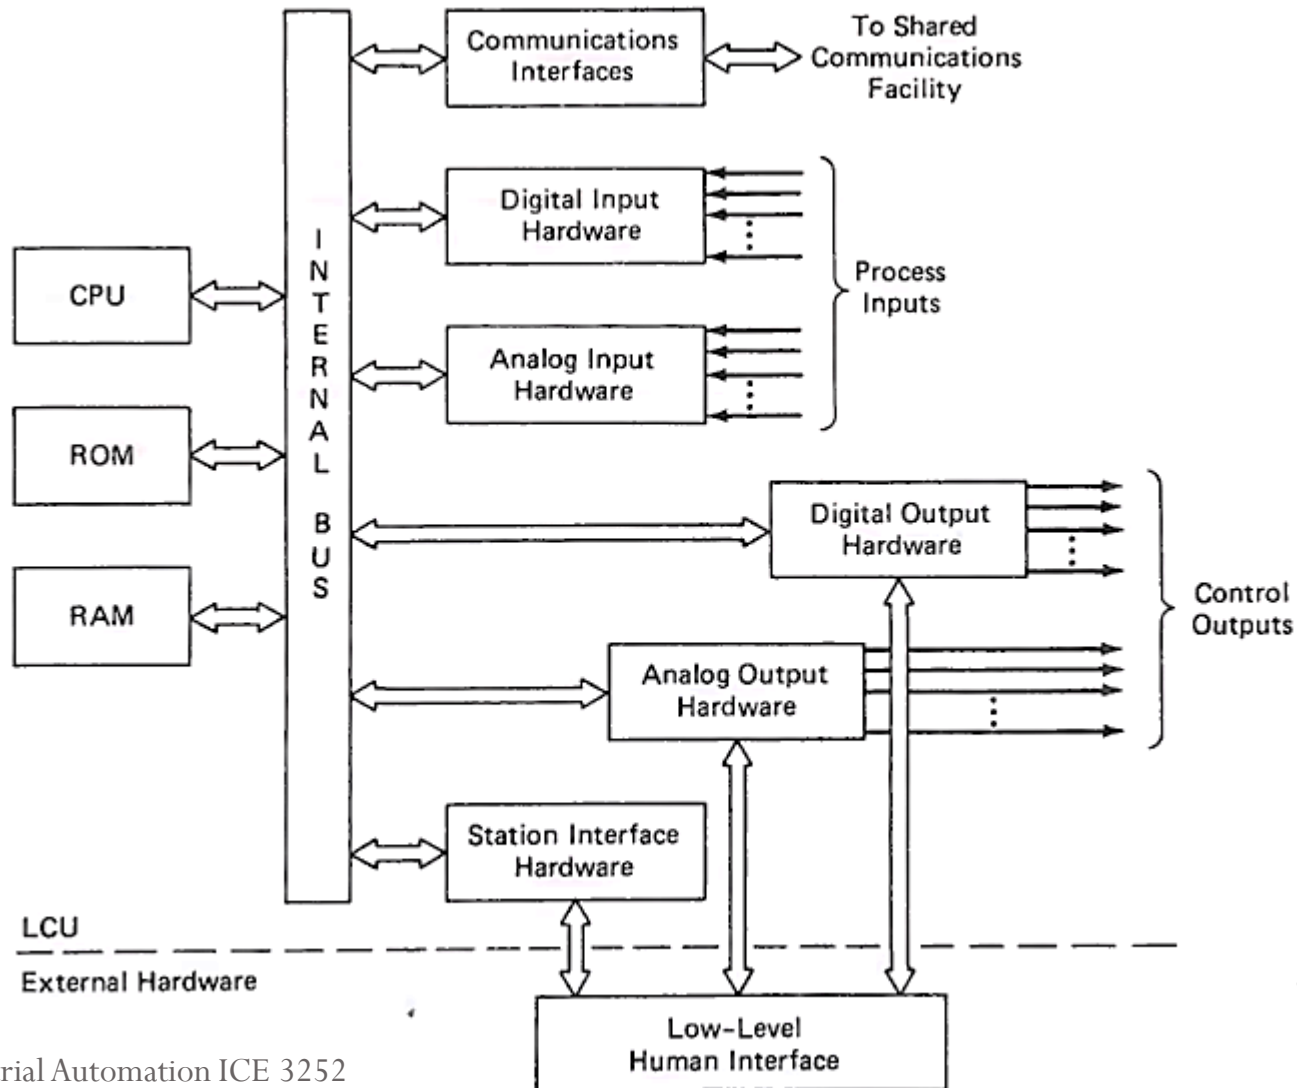 To Shared
Communications
Facility
Communications
Interfaces
Digital Input
Hardware
Process
Inputs
Analog Input
Hardware
INTERNAL BUS
CPU
ROM
RAM
Digital Output
Hardware
Control
Outputs
Analog Output
Hardware
Station Interface
Hardware
LCU
External Hardware
Low-Level
Human Interface
rial Automation ICE 3252